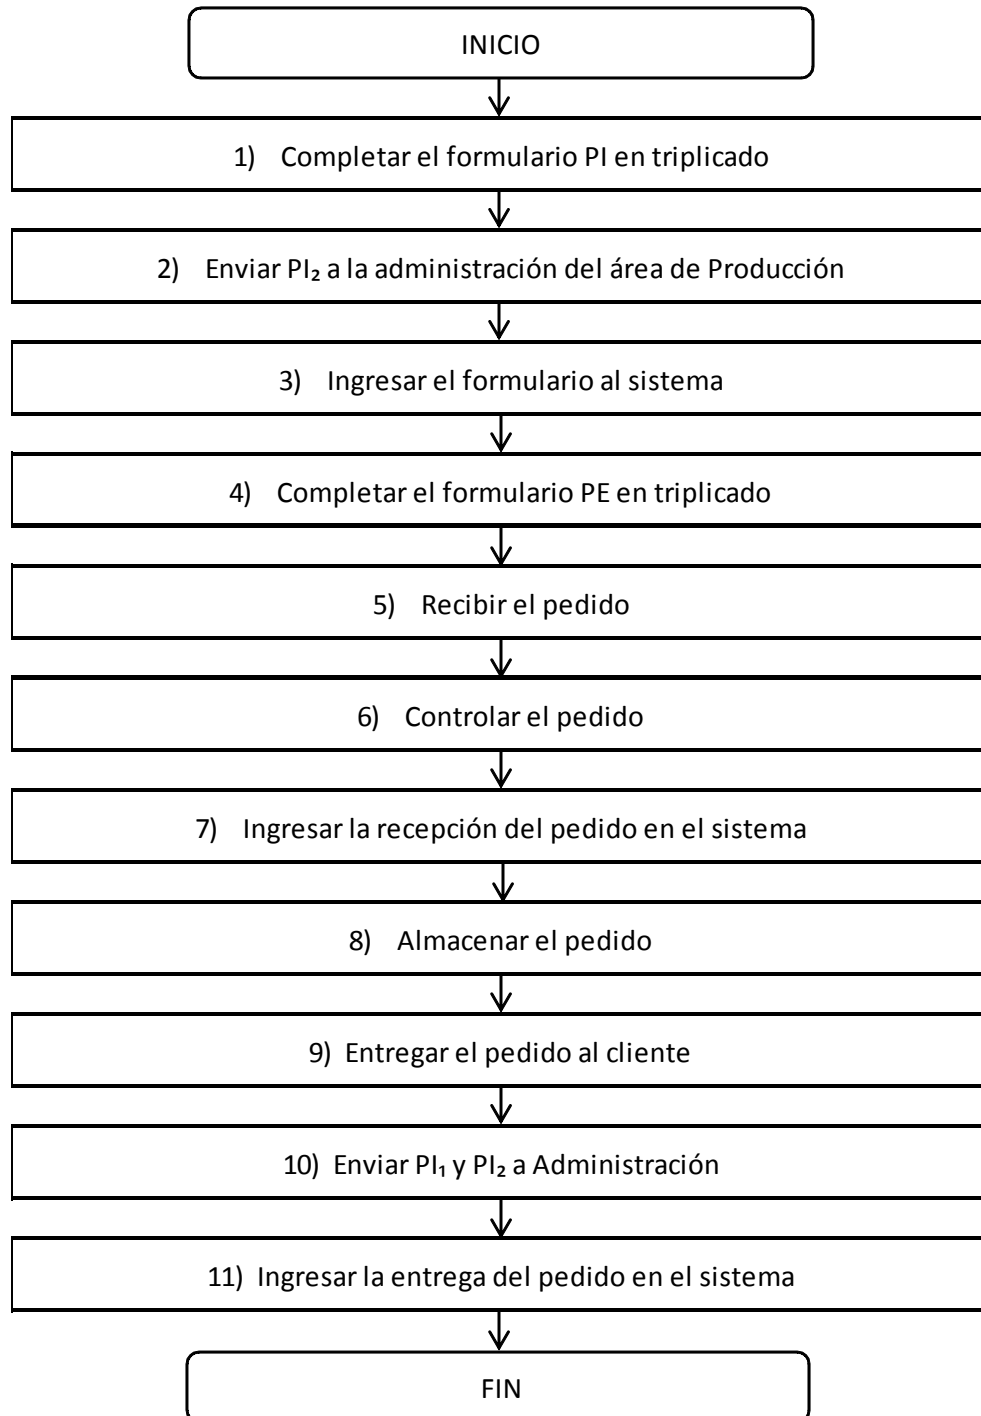 INICIO
1) Completar el formulario PI en triplicado
2) Enviar PI₂ a la administración del área de Producción
3) Ingresar el formulario al sistema
4) Completar el formulario PE en triplicado
5) Recibir el pedido
6) Controlar el pedido
7) Ingresar la recepción del pedido en el sistema
8) Almacenar el pedido
9) Entregar el pedido al cliente
10) Enviar PI₁ y PI₂ a Administración
11) Ingresar la entrega del pedido en el sistema
FIN